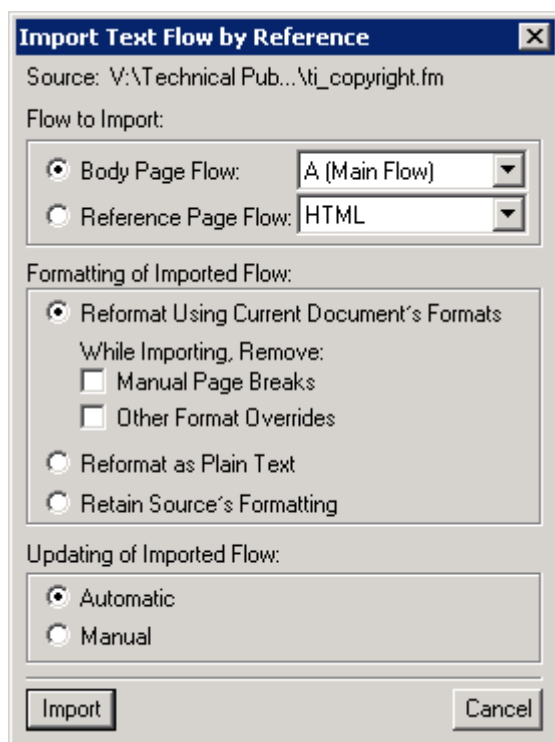 Import Text Flow by Reference
Source: V:\Technical Pub...\ti_copyright.fm
Flow to Import:
Body Page Flow: A (Main Flow)
Reference Page Flow: HTML
Formatting of Imported Flow:
Reformat Using Current Document's Formats
While Importing, Remove:
Manual Page Breaks
Other Format Overrides
Reformat as Plain Text
Retain Source's Formatting
Updating of Imported Flow:
Automatic
Manual
Import Cancel